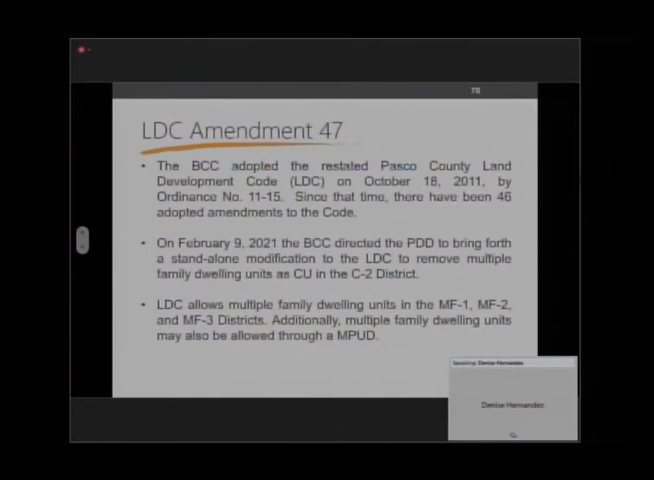 78
LDC Amendment 47
• The BCC adopted the restated Pasco County Land
Development Code (LDC) on October 18, 2011, by
Ordinance No. 11-15. Since that time, there have been 46
adopted amendments to the Code.
• On February 9, 2021 the BCC directed the PDD to bring forth
a stand-alone modification to the LDC to remove multiple
family dwelling units as CU in the C-2 District.
• LDC allows multiple family dwelling units in the MF-1, MF-2,
and MF-3 Districts. Additionally, multiple family dwelling units
may also be allowed through a MPUD.
Speaking: Denise Hernandez
Denise Hernandez